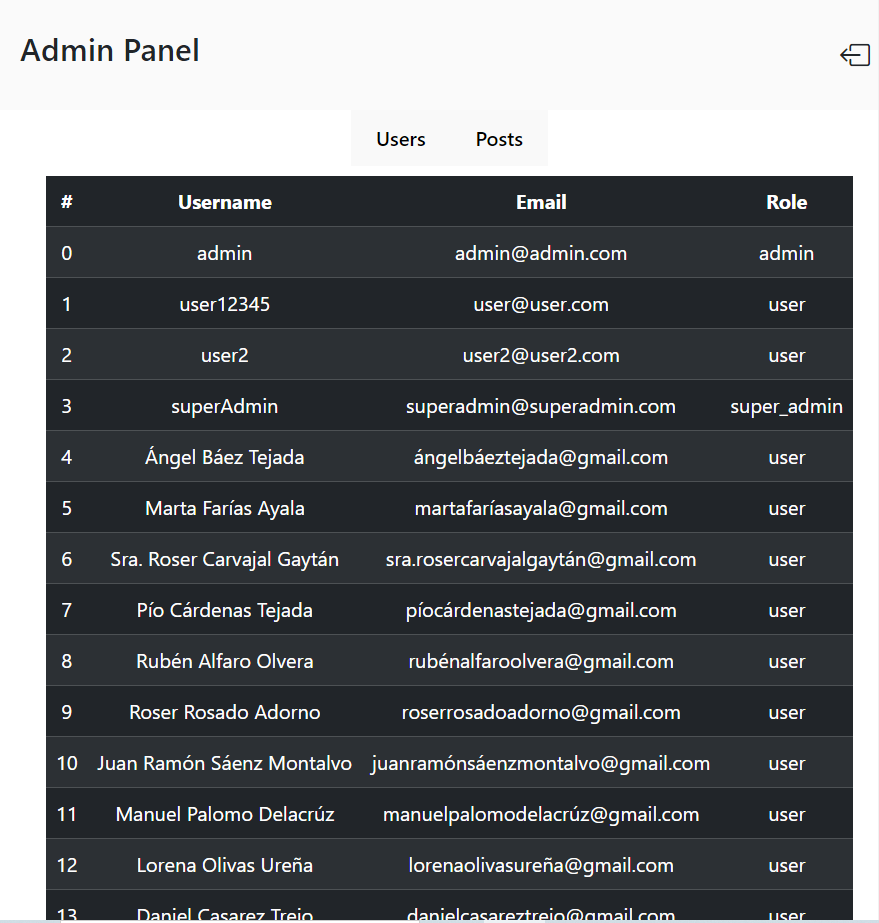 Admin Panel
Users Posts
# Username Email Role
0 admin admin@admin.com admin
1 user12345 user@user.com user
2 user2 user2@user2.com user
3 superAdmin superadmin@superadmin.com super_admin
4 Ángel Báez Tejada ángelbáeztejada@gmail.com user
5 Marta Farías Ayala martafaríasayala@gmail.com user
6 Sra. Roser Carvajal Gaytán sra.rosercarvajalgaytán@gmail.com user
7 Pío Cárdenas Tejada píocárdenastejada@gmail.com user
8 Rubén Alfaro Olvera rubénalfaroolvera@gmail.com user
9 Roser Rosado Adorno roserrosadoadorno@gmail.com user
10 Juan Ramón Sáenz Montalvo juanramónsáenzmontalvo@gmail.com user
11 Manuel Palomo Delacrúz manuelpalomodelacrúz@gmail.com user
12 Lorena Olivas Ureña lorenaolivasureña@gmail.com user
13 Daniel Casarez Trejo danielcasareztrejo@gmail.com user